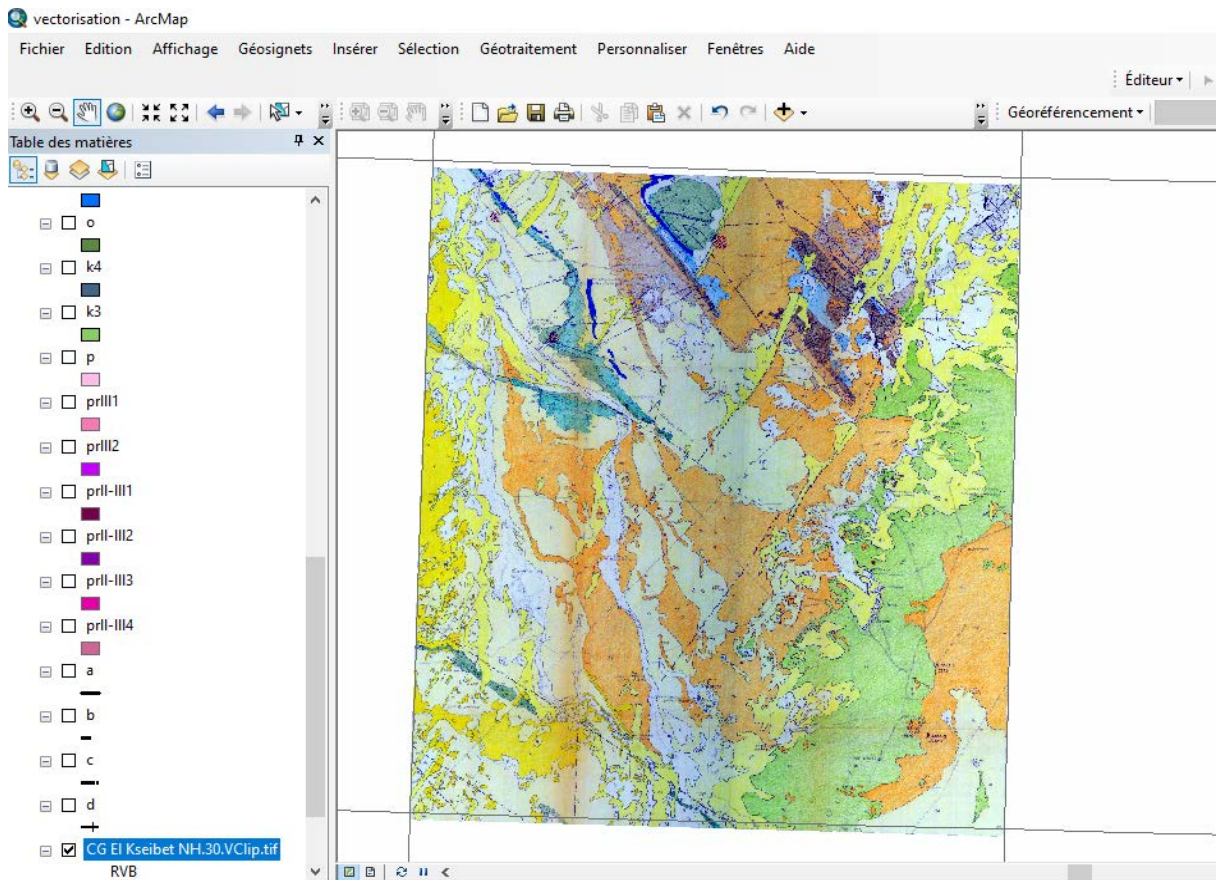 vectorisation - ArcMap
Fichier Edition Affichage Géosignets Insérer Sélection Géotraitement Personnaliser Fenêtres Aide
Éditeur
Géoréférencement
Table des matières
o
k4
k3
p
prIII1
prIII2
prII-III1
prII-III2
prII-III3
prII-III4
a
b
c
d
CG El Kseibet NH.30.VClip.tif
RVB